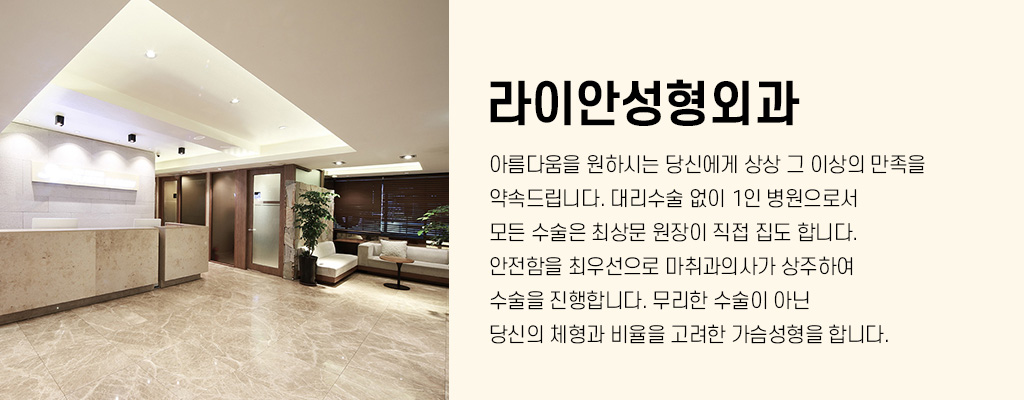 라이안성형외과
아름다움을 원하시는 당신에게 상상 그 이상의 만족을
약속드립니다. 대리수술 없이 1인 병원으로서
모든 수술은 최상문 원장이 직접 집도 합니다.
안전함을 최우선으로 마취과의사가 상주하여
수술을 진행합니다. 무리한 수술이 아닌
당신의 체형과 비율을 고려한 가슴성형을 합니다.